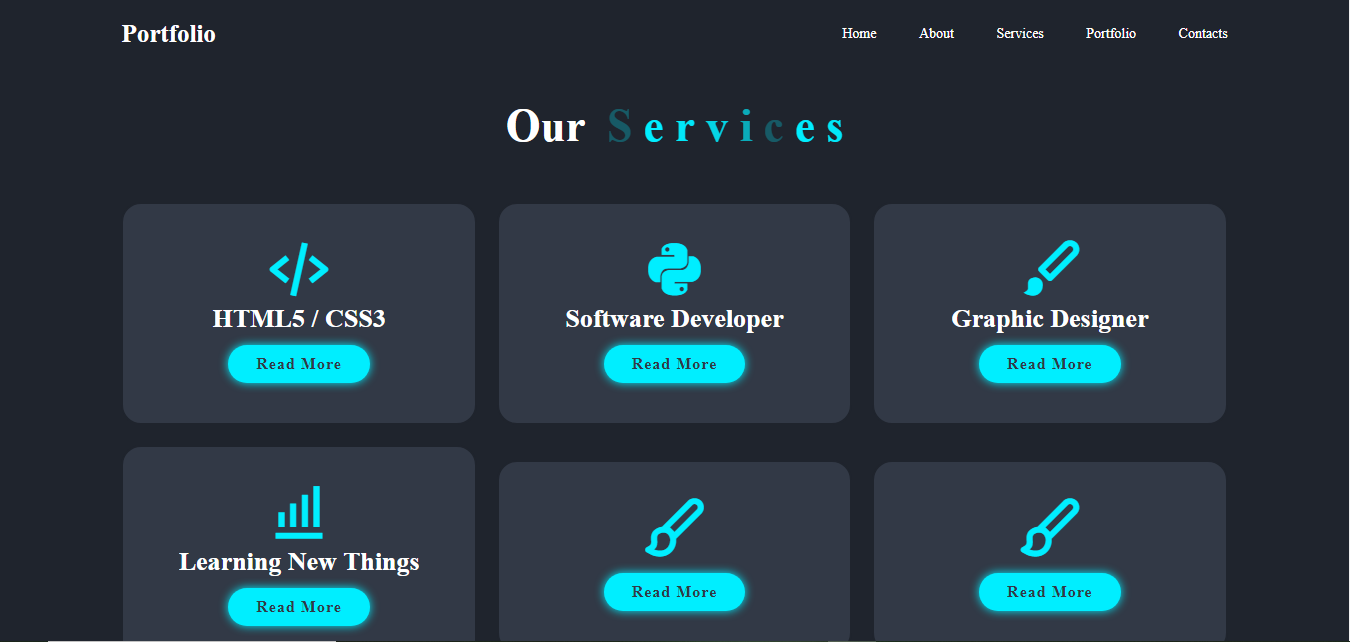 Portfolio
Home About Services Portfolio Contacts
Our Services
HTML5 / CSS3
Read More
Software Developer
Read More
Graphic Designer
Read More
Learning New Things
Read More
Read More
Read More